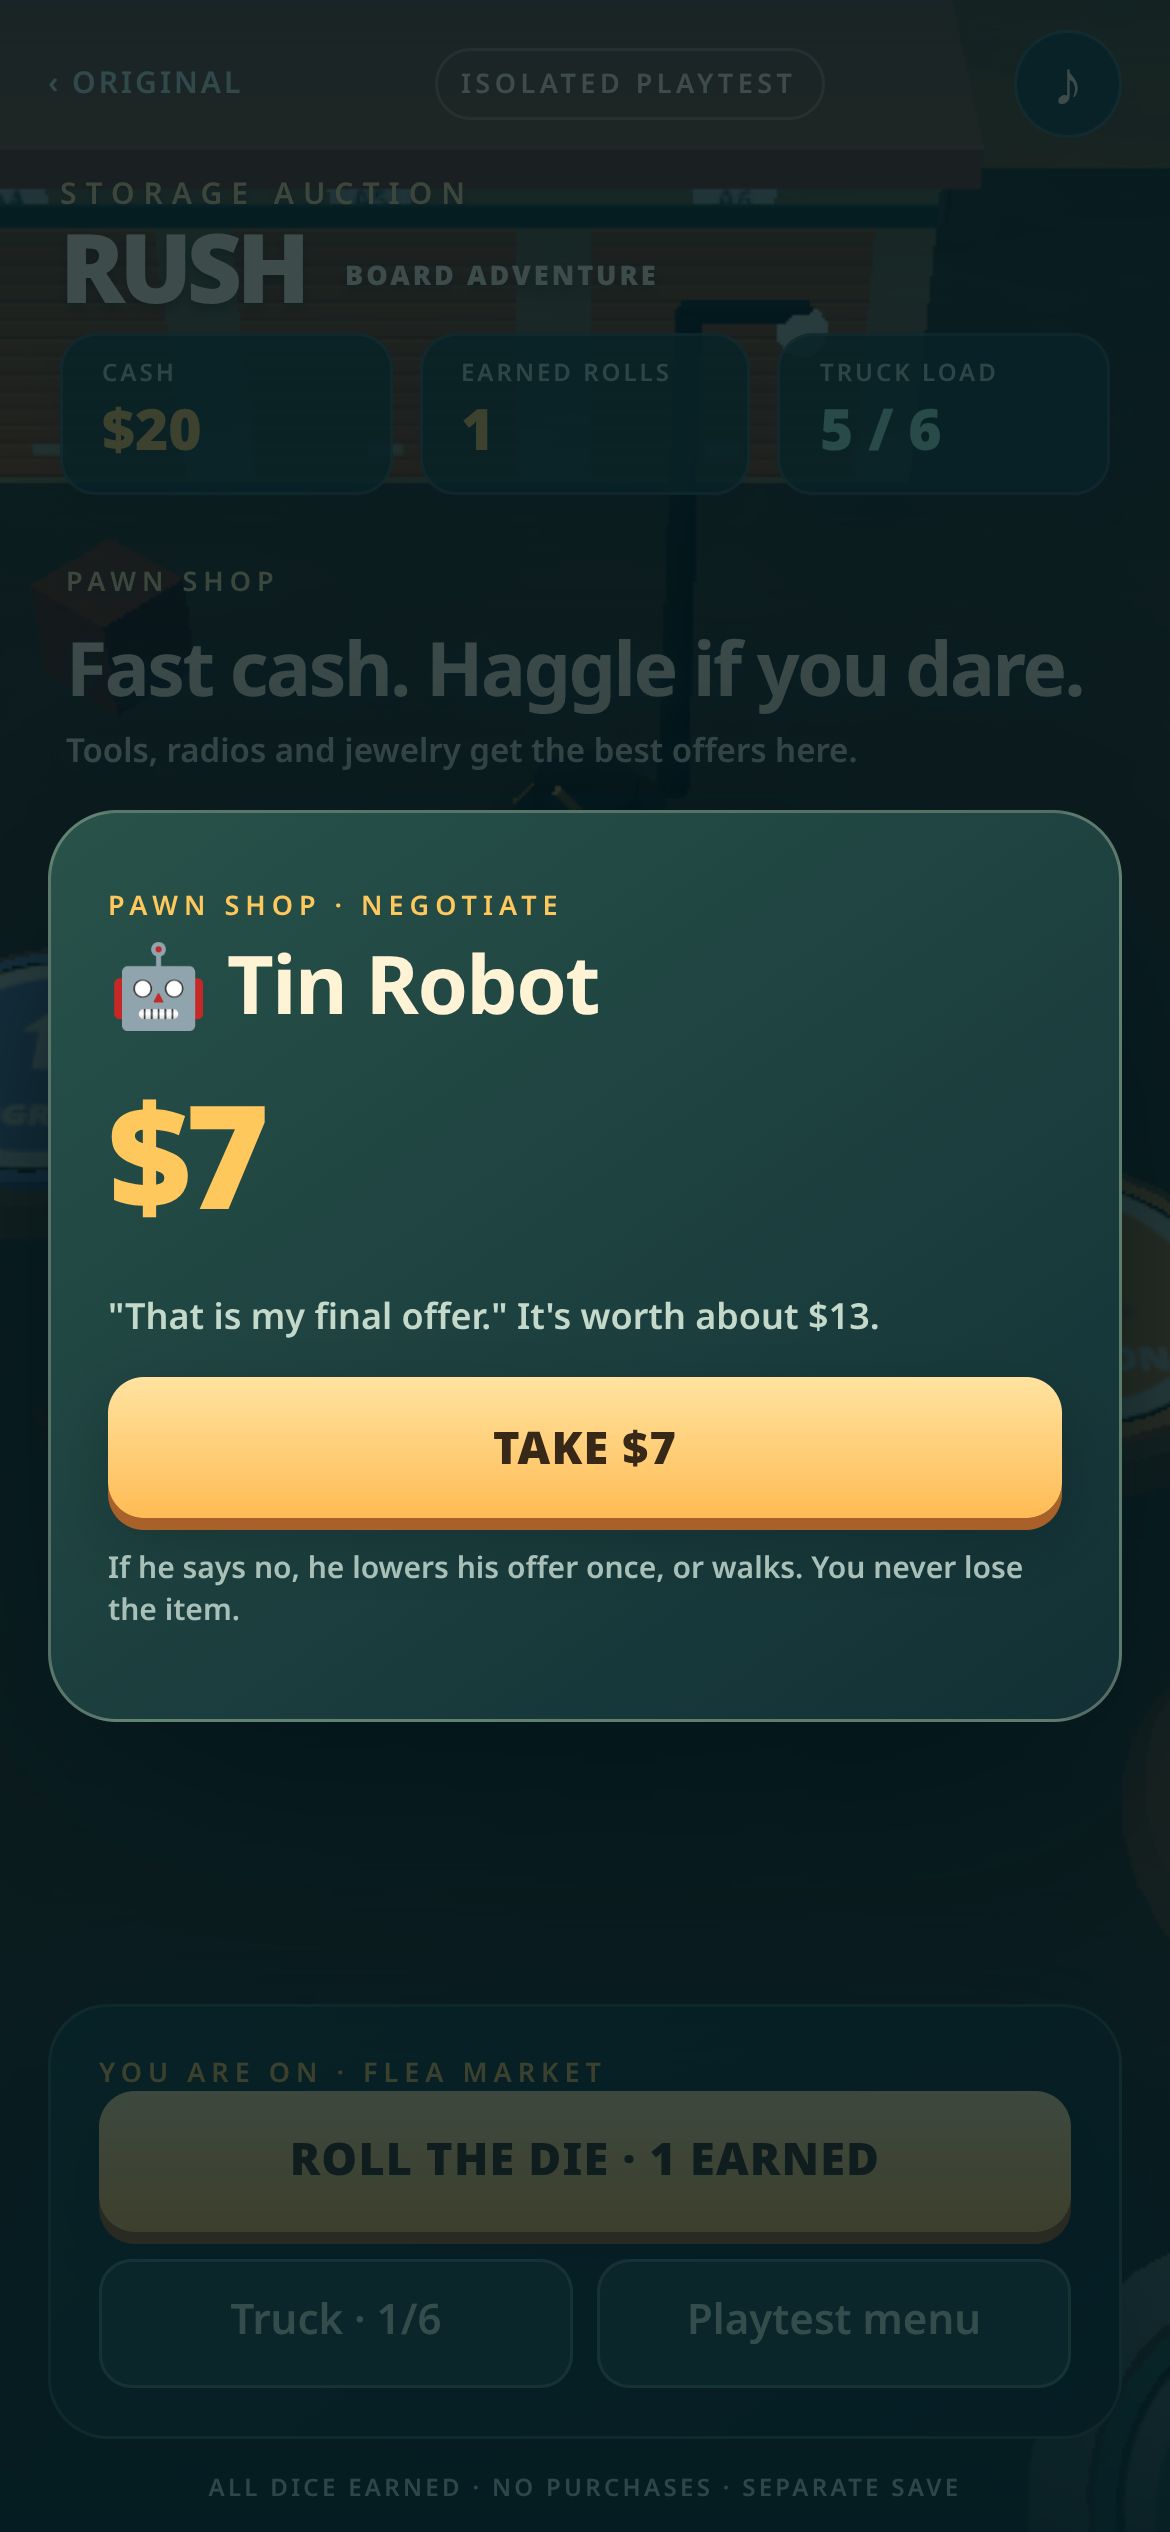 ‹ ORIGINAL
ISOLATED PLAYTEST
♪
STORAGE AUCTION
RUSH BOARD ADVENTURE
CASH
$20
EARNED ROLLS
1
TRUCK LOAD
5 / 6
PAWN SHOP
Fast cash. Haggle if you dare.
Tools, radios and jewelry get the best offers here.
PAWN SHOP · NEGOTIATE
🤖 Tin Robot
$7
"That is my final offer." It's worth about $13.
TAKE $7
If he says no, he lowers his offer once, or walks. You never lose
the item.
YOU ARE ON · FLEA MARKET
ROLL THE DIE · 1 EARNED
Truck · 1/6
Playtest menu
ALL DICE EARNED · NO PURCHASES · SEPARATE SAVE